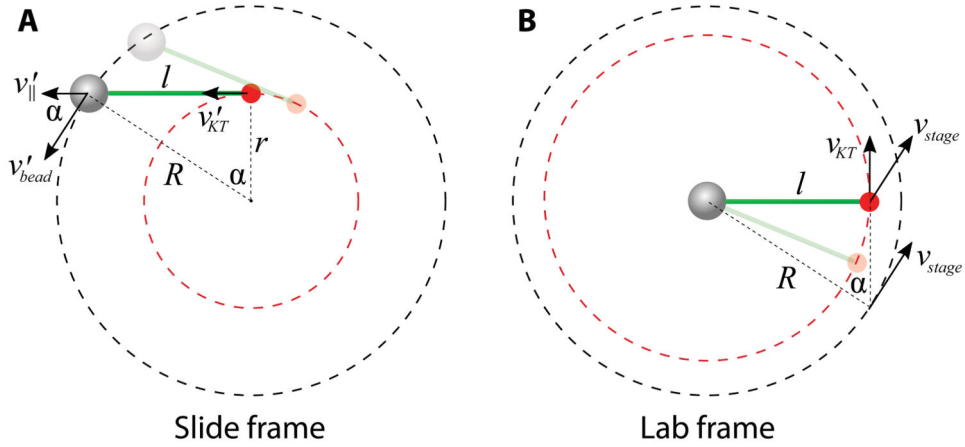 A
l
v'||
α
v'KT
v'bead
R
α
r
Slide frame
B
vKT
vstage
l
vstage
R
α
Lab frame